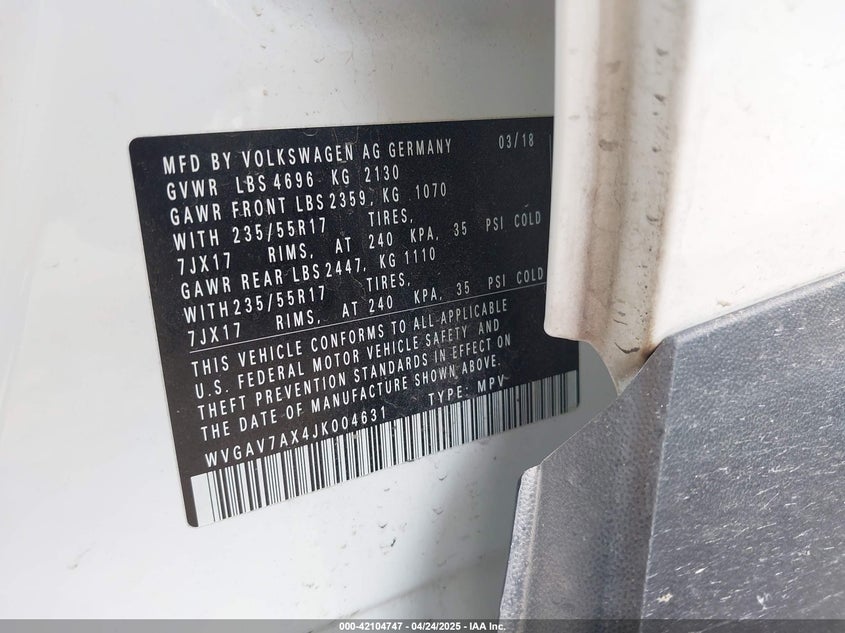 MFD BY VOLKSWAGEN AG GERMANY 03/18
GVWR LBS 4696 KG 2130
GAWR FRONT LBS 2359, KG 1070
WITH 235/55R17 TIRES,
7JX17 RIMS, AT 240 KPA, 35 PSI COLD
GAWR REAR LBS 2447, KG 1110
WITH 235/55R17 TIRES,
7JX17 RIMS, AT 240 KPA, 35 PSI COLD
THIS VEHICLE CONFORMS TO ALL APPLICABLE
U.S. FEDERAL MOTOR VEHICLE SAFETY AND
THEFT PREVENTION STANDARDS IN EFFECT ON
THE DATE OF MANUFACTURE SHOWN ABOVE.
WVGAV7AX4JK004631 TYPE: MPV
000-42104747 - 04/24/2025 - IAA Inc.